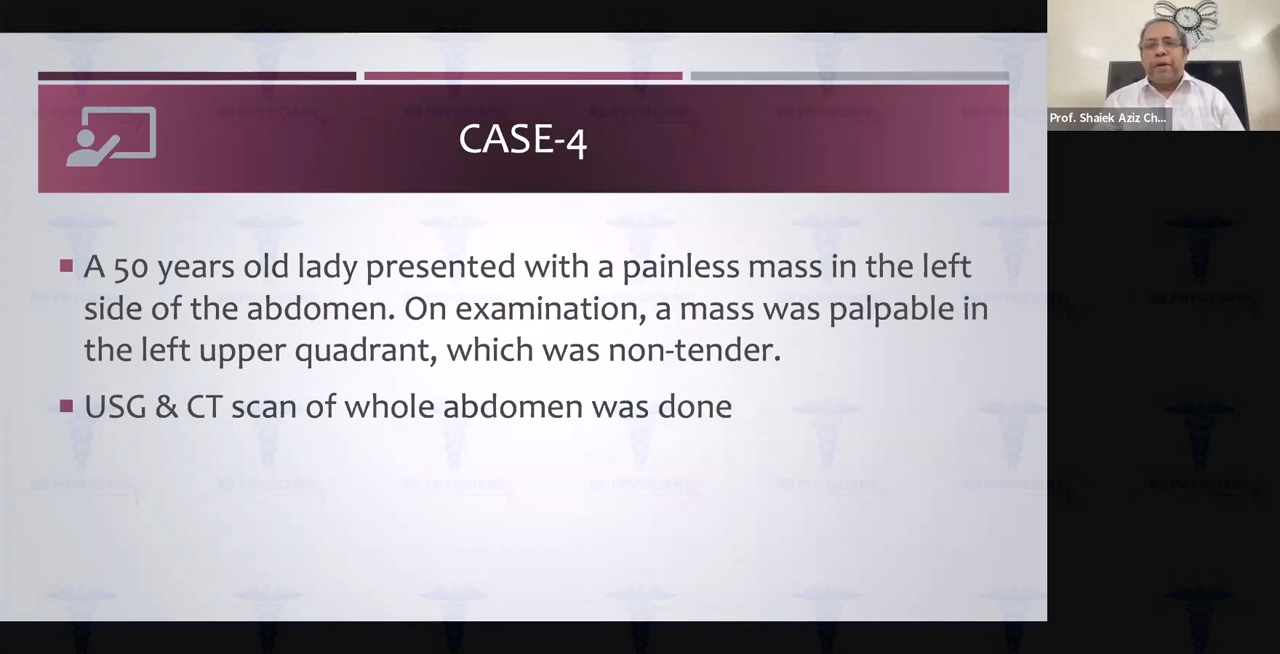 CASE-4
Prof. Shaiek Aziz Ch...
■ A 50 years old lady presented with a painless mass in the left
side of the abdomen. On examination, a mass was palpable in
the left upper quadrant, which was non-tender.
■ USG & CT scan of whole abdomen was done
BD PHYSICIANS